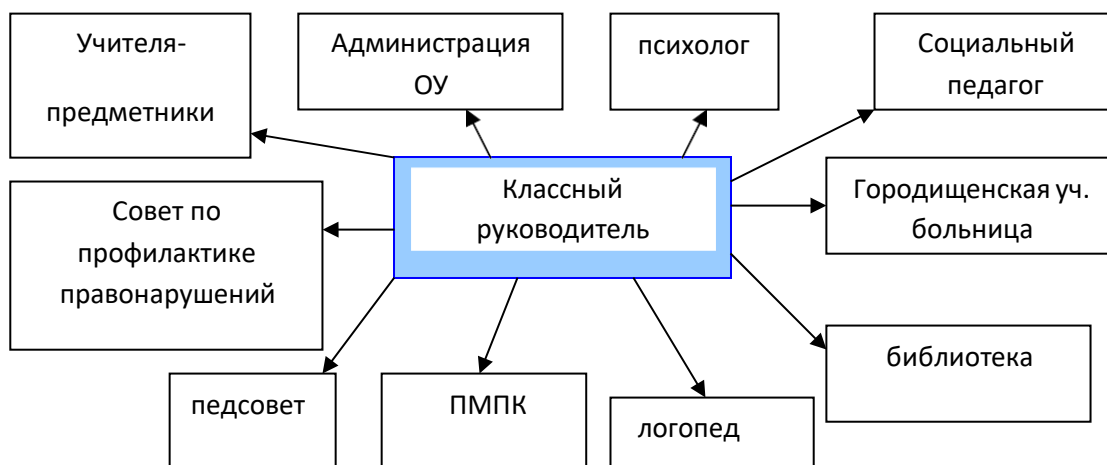 Учителя-
предметники
Администрация
ОУ
психолог
Социальный
педагог
Классный
руководитель
Городищенская уч.
больница
Совет по
профилактике
правонарушений
библиотека
педсовет
ПМПК
логопед